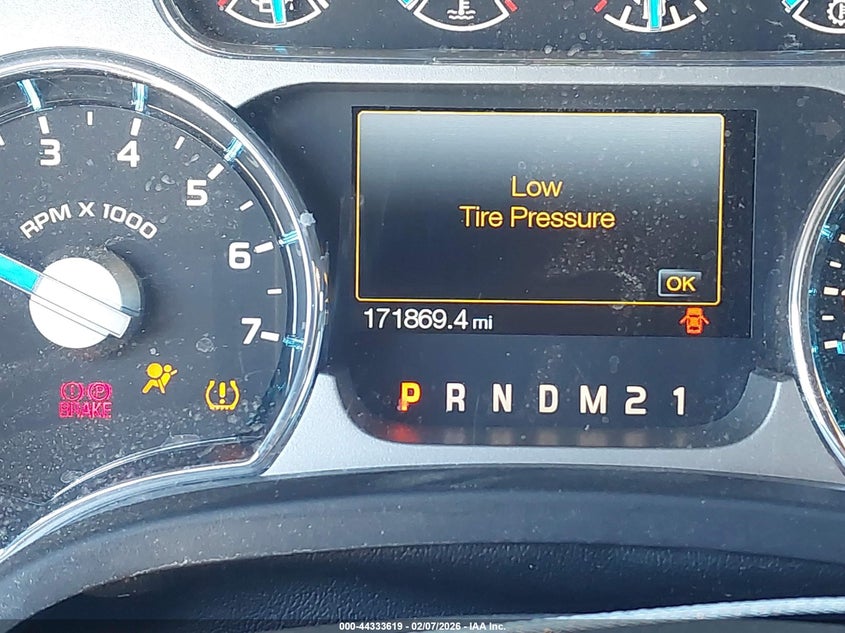 3
4
5
6
7
RPM X 1000
Low
Tire Pressure
OK
171869.4 mi
BRAKE
P R N D M 2 1
000-44333619 - 02/07/2026 - IAA Inc.